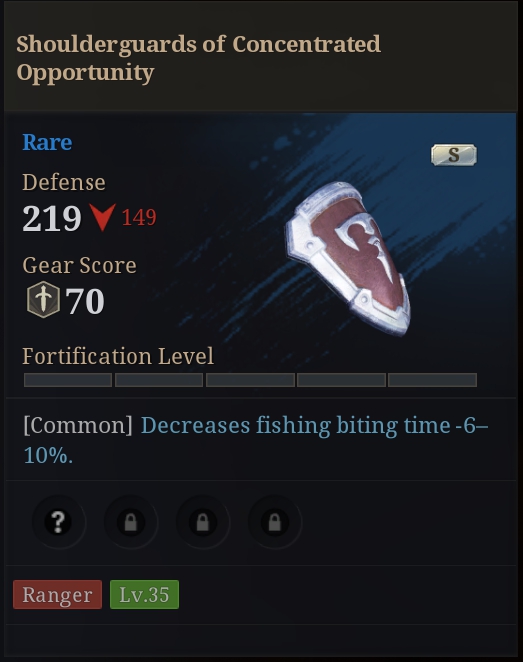 Shoulderguards of Concentrated
Opportunity
Rare
S
Defense
219 149
Gear Score
70
Fortification Level
[Common] Decreases fishing biting time -6–
10%.
?
Ranger Lv.35